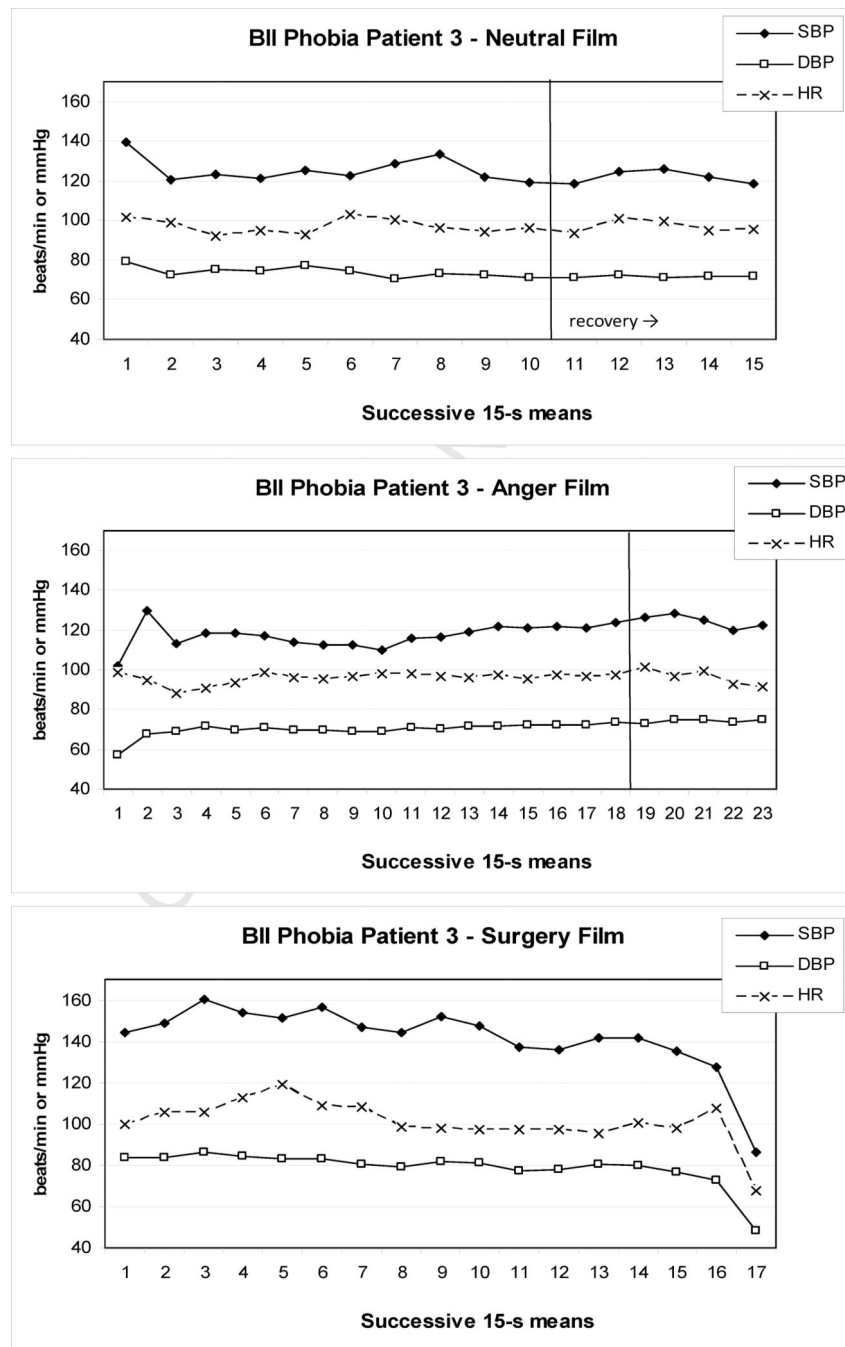 BII Phobia Patient 3 - Neutral Film
SBP
DBP
HR
beats/min or mmHg
160
140
120
100
80
60
40
recovery →
1 2 3 4 5 6 7 8 9 10 11 12 13 14 15
Successive 15-s means
BII Phobia Patient 3 - Anger Film
SBP
DBP
HR
beats/min or mmHg
160
140
120
100
80
60
40
1 2 3 4 5 6 7 8 9 10 11 12 13 14 15 16 17 18 19 20 21 22 23
Successive 15-s means
BII Phobia Patient 3 - Surgery Film
SBP
DBP
HR
beats/min or mmHg
160
140
120
100
80
60
40
1 2 3 4 5 6 7 8 9 10 11 12 13 14 15 16 17
Successive 15-s means